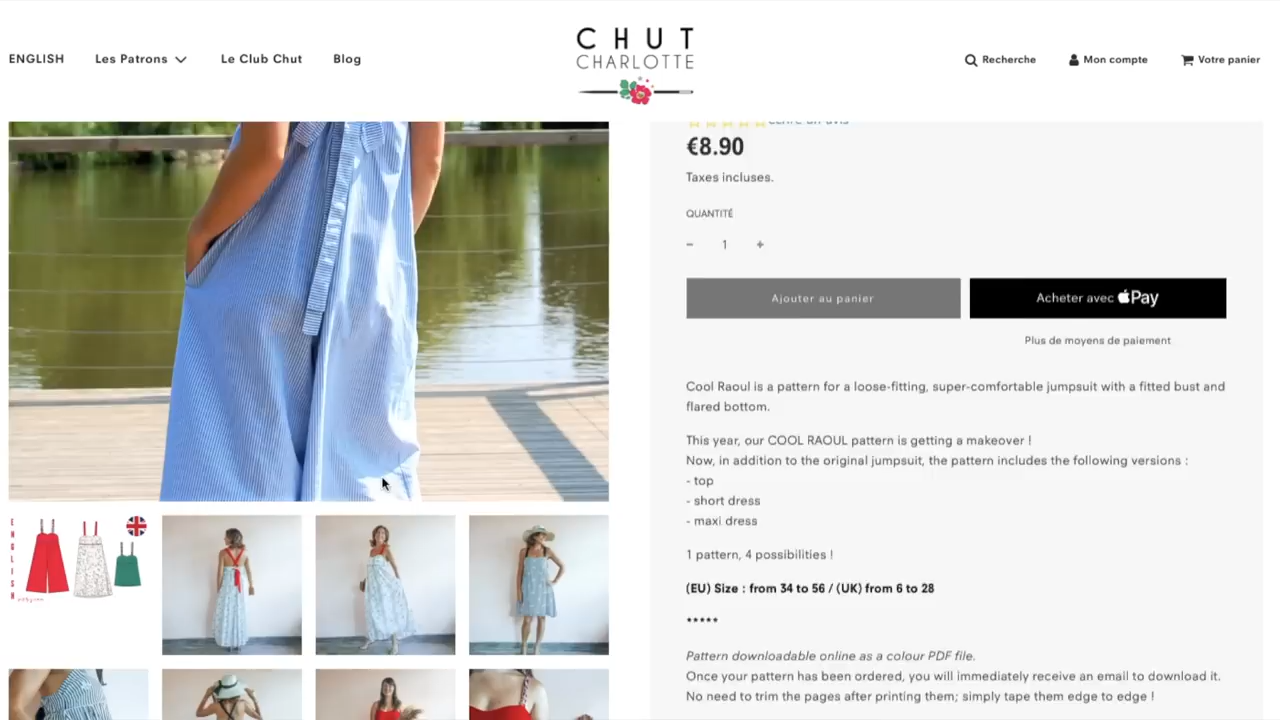 ENGLISH
Les Patrons
Le Club Chut
Blog
CHUT
CHARLOTTE
Recherche
Mon compte
Votre panier
€8.90
Taxes incluses.
QUANTITÉ
− 1 +
Ajouter au panier
Acheter avec Pay
Plus de moyens de paiement
Cool Raoul is a pattern for a loose-fitting, super-comfortable jumpsuit with a fitted bust and
flared bottom.
This year, our COOL RAOUL pattern is getting a makeover !
Now, in addition to the original jumpsuit, the pattern includes the following versions :
- top
- short dress
- maxi dress
1 pattern, 4 possibilities !
(EU) Size : from 34 to 56 / (UK) from 6 to 28
*****
Pattern downloadable online as a colour PDF file.
Once your pattern has been ordered, you will immediately receive an email to download it.
No need to trim the pages after printing them; simply tape them edge to edge !
ENGLISH